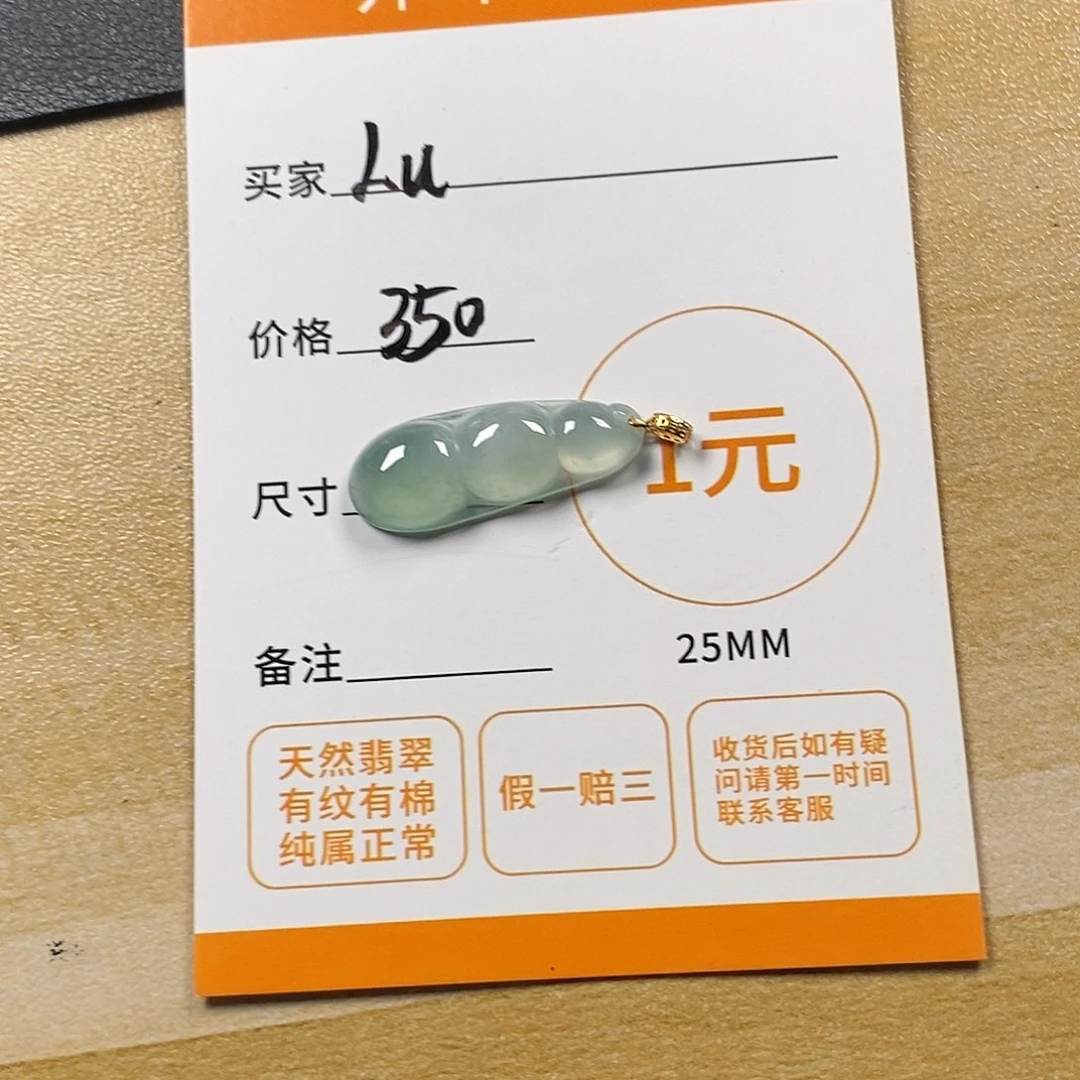 买家 Lu
价格 350
1元
尺寸
备注
25MM
天然翡翠
有纹有棉
纯属正常
假一赔三
收货后如有疑
问请第一时间
联系客服